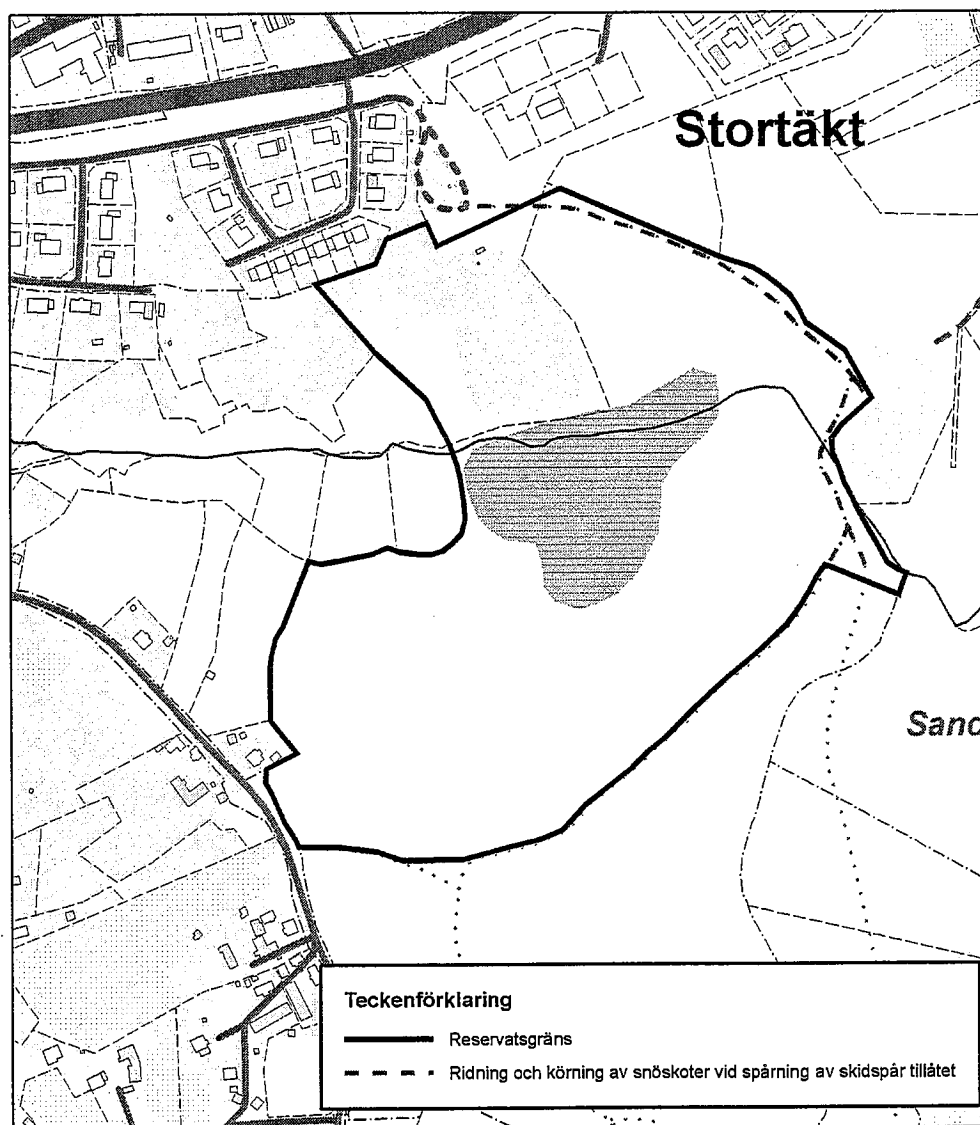 Stortäkt
Sand
Teckenförklaring
Reservatsgräns
Ridning och körning av snöskoter vid spårning av skidspår tillåtet